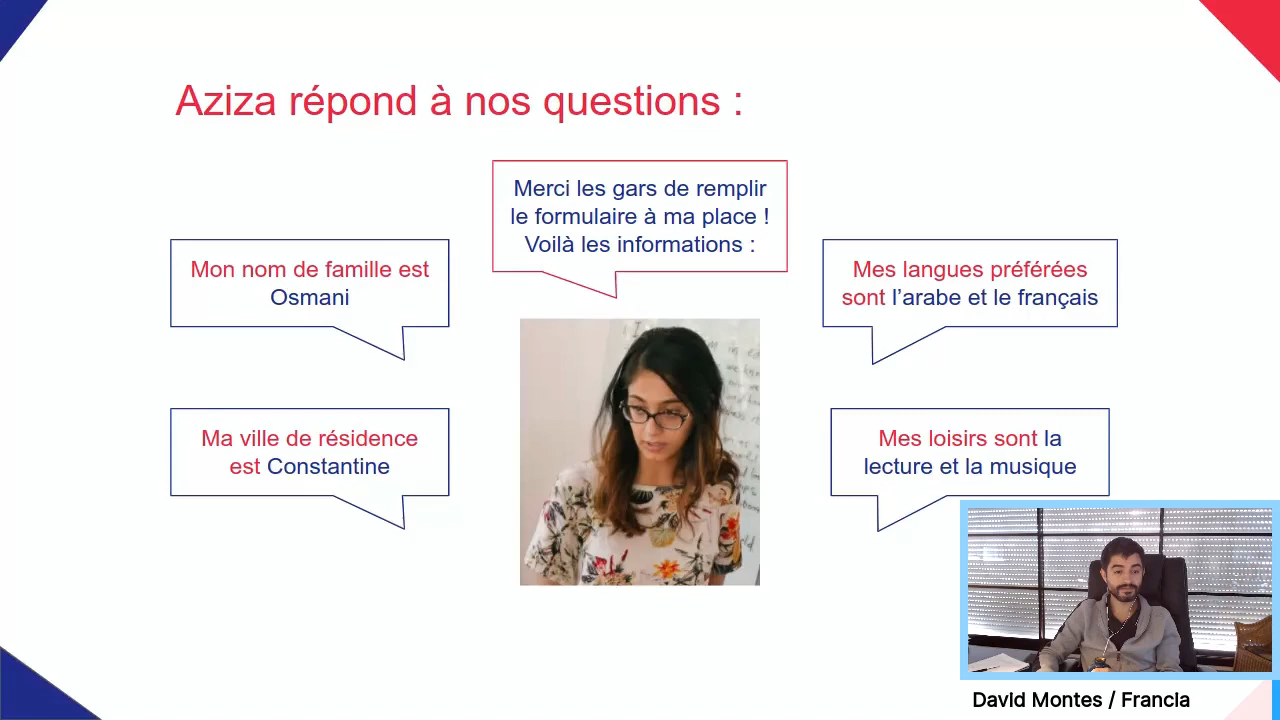 Aziza répond à nos questions :
Merci les gars de remplir
le formulaire à ma place !
Voilà les informations :
Mon nom de famille est
Osmani
Mes langues préférées
sont l’arabe et le français
Ma ville de résidence
est Constantine
Mes loisirs sont la
lecture et la musique
David Montes / Francia